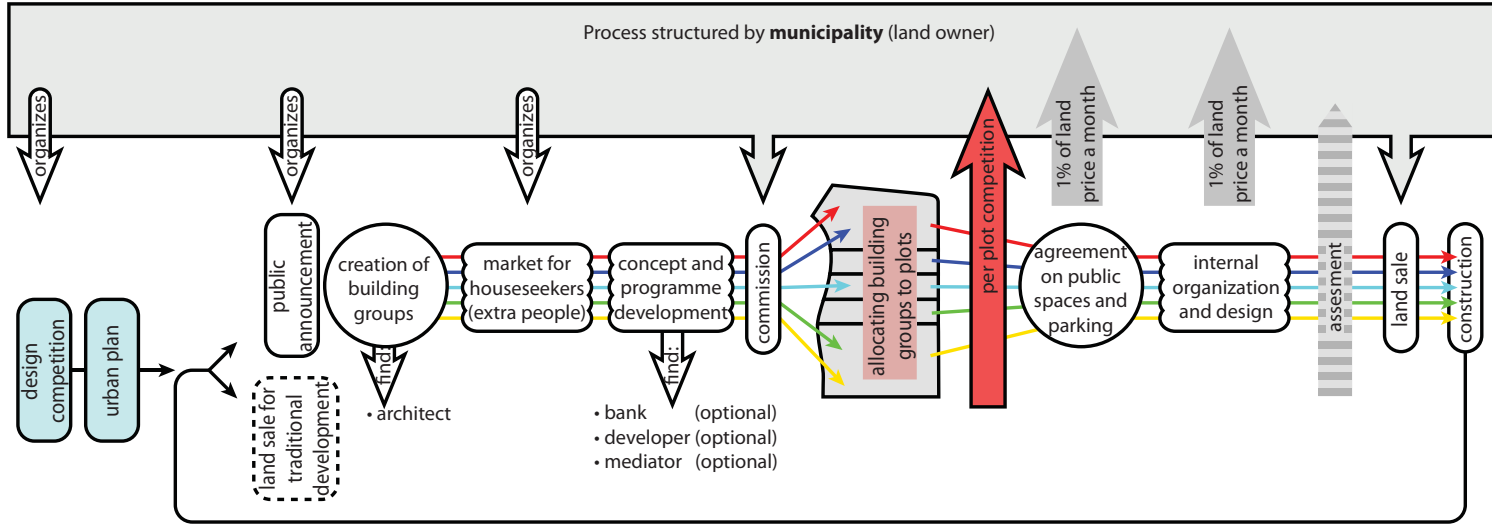 Process structured by municipality (land owner)
organizes
organizes
organizes
1% of land
price a month
1% of land
price a month
per plot competition
design
competition
urban plan
public
announcement
land sale for
traditional
development
creation of
building
groups
find:
• architect
market for
houseseekers
(extra people)
concept and
programme
development
find:
• bank (optional)
• developer (optional)
• mediator (optional)
commission
allocating building
groups to plots
agreement
on public
spaces and
parking
internal
organization
and design
assesment
land sale
construction